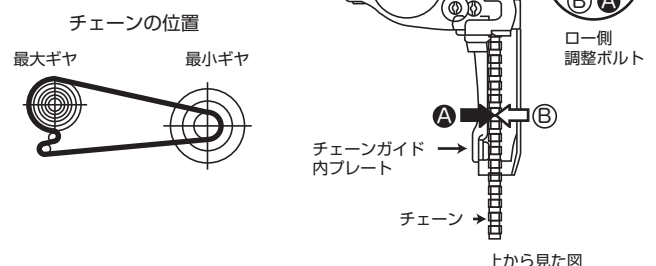 チェーンの位置
最大ギヤ
最小ギヤ
Ⓑ A
ロー側
調整ボルト
A
Ⓑ
チェーンガイド
内プレート
チェーン
上から見た図